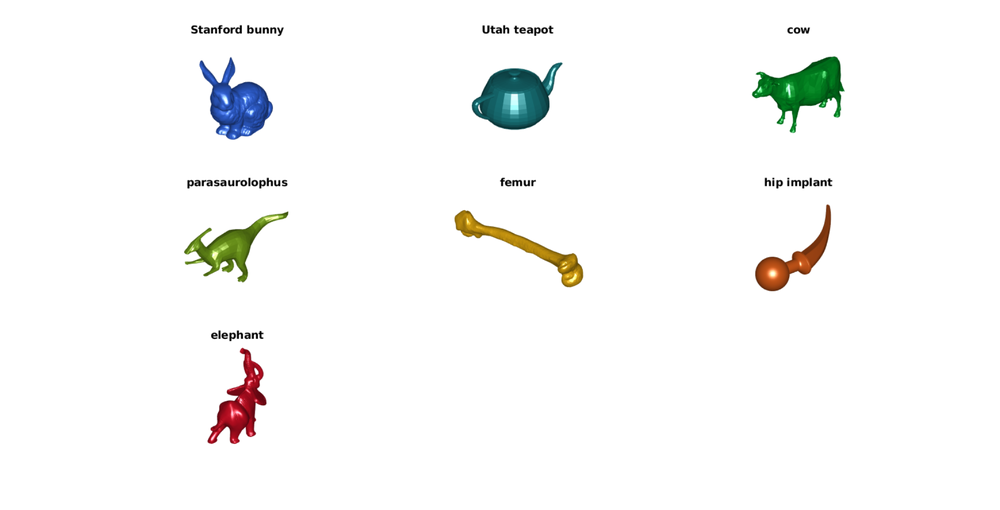 Stanford bunny
Utah teapot
cow
parasaurolophus
femur
hip implant
elephant